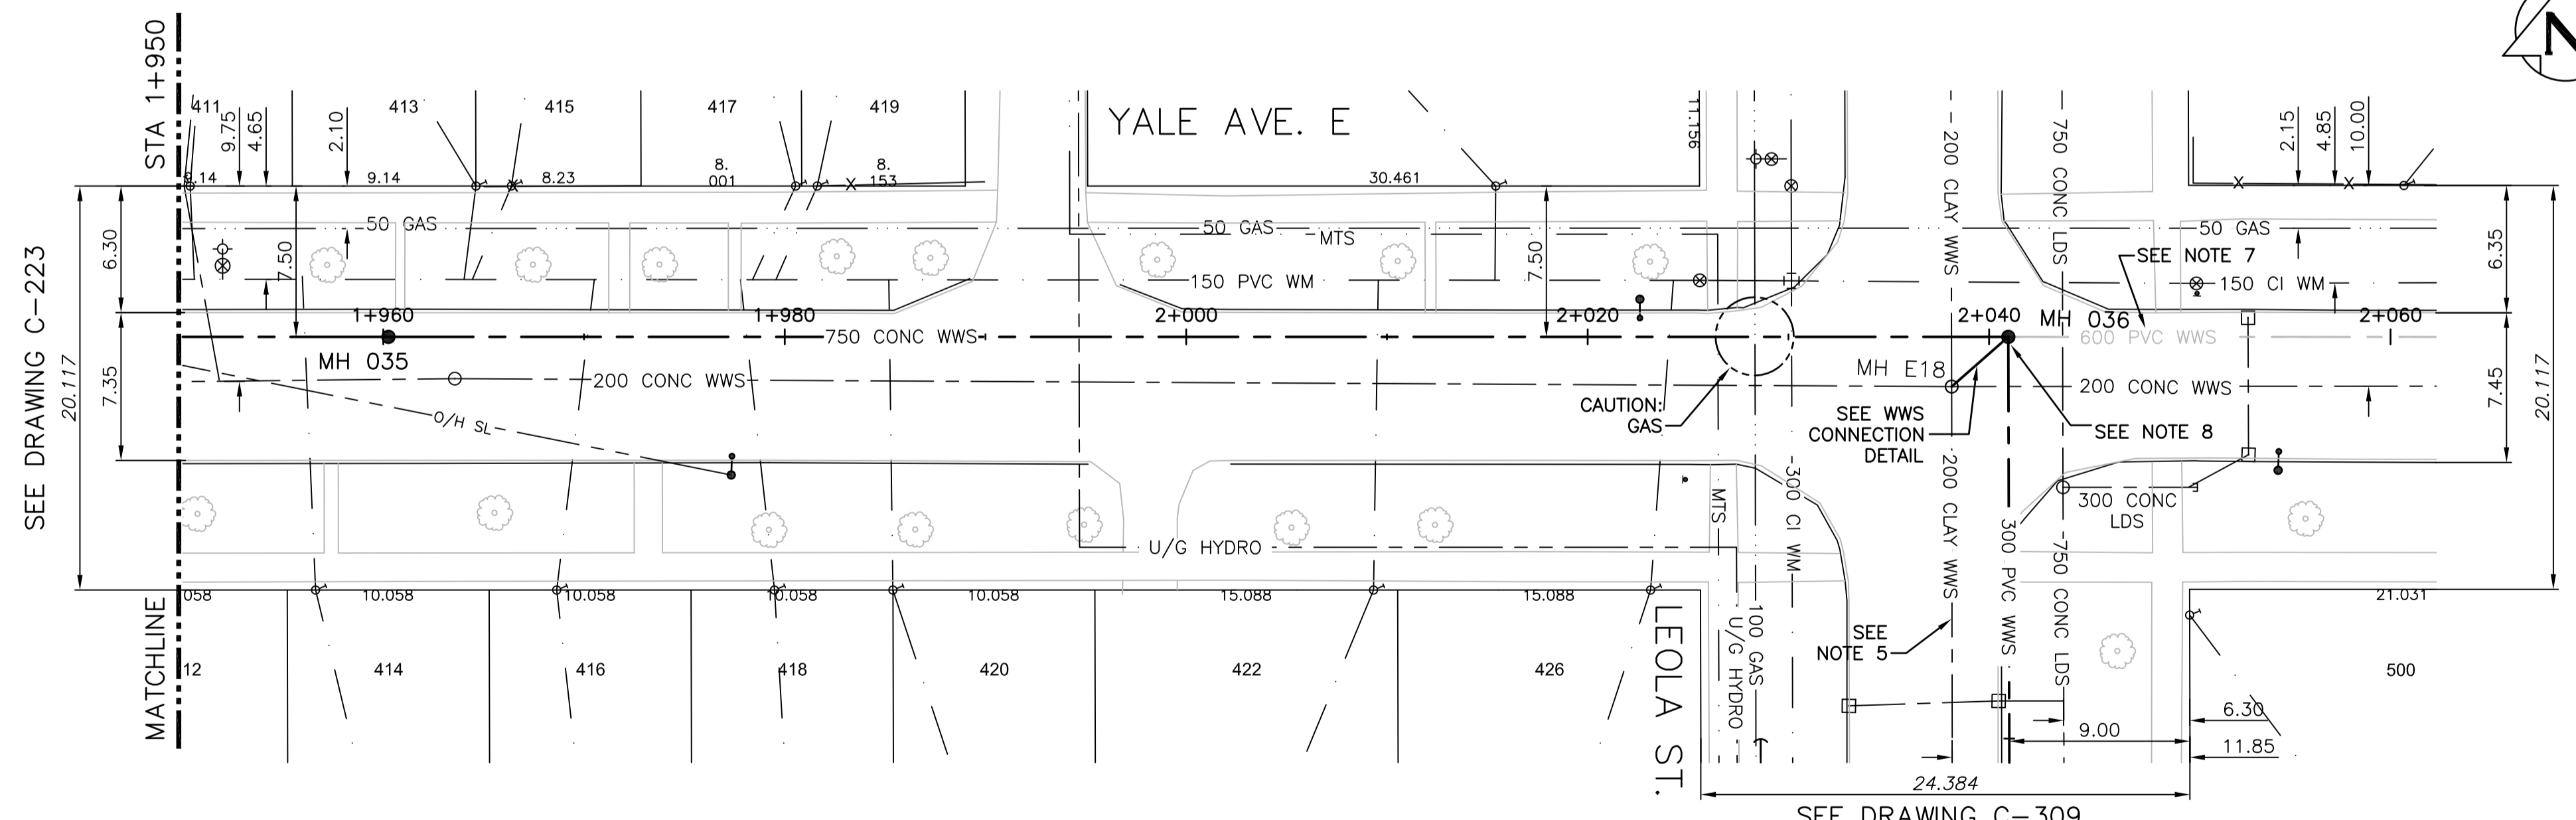 STA 1+950
SEE DRAWING C-223
MATCHLINE
N
YALE AVE. E
411
413
415
417
419
9.75
4.65
2.10
11.156
2.15
4.85
10.00
9.14
9.14
8.23
8.
001
8.
153
30.461
50 GAS
50 GAS
MTS
50 GAS
6.30
7.50
7.50
6.35
SEE NOTE 7
150 PVC WM
150 CI WM
200 CLAY WWS
750 CONC LDS
1+960
1+980
2+000
2+020
2+040
2+060
MH 036
750 CONC WWS
600 PVC WWS
MH 035
MH E18
200 CONC WWS
200 CONC WWS
20.117
7.35
7.45
20.117
O/H SL
CAUTION:
GAS
SEE WWS
CONNECTION
DETAIL
SEE NOTE 8
MTS
300 CI WM
200 CLAY WWS
300 PVC WWS
750 CONC LDS
300 CONC
LDS
U/G HYDRO
058
10.058
10.058
10.058
10.058
15.088
15.088
21.031
LEOLA ST.
U/G HYDRO
100 GAS
SEE
NOTE 5
12
414
416
418
420
422
426
500
6.30
9.00
11.85
24.384
SEE DRAWING C-309